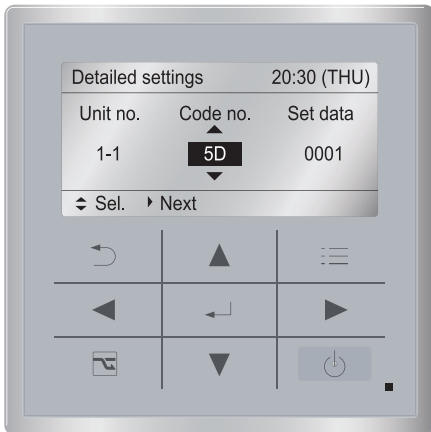 Detailed settings 20:30 (THU)
Unit no. Code no. Set data
1-1 5D 0001
Sel. Next